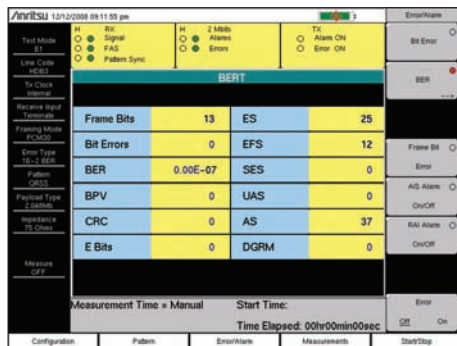 Anritsu 12/12/2008 09:11:55 pm
Error/Alarm
Test Mode
E1
Line Code
HDB3
Tx Clock
Internal
Receive Input
Terminate
Framing Mode
PCM30
Error Type
1E-2 BER
Pattern
QRSS
Payload Type
2.048Mb
Impedance
75 Ohms
Measure
OFF
H RX
Signal
FAS
Pattern Sync.
H 2 Mbits
Alarms
Errors
TX
Alarm ON
Error ON
BERT
Frame Bits 13 ES 25
Bit Errors 0 EFS 12
BER 0.00E-07 SES 0
BPV 0 UAS 0
CRC 0 AS 37
E Bits 0 DGRM 0
Measurement Time = Manual Start Time:
Time Elapsed: 00hr00min00sec
Bit Error
BER
-->
Frame Bit
Error
AIS Alarm
On/Off
RAI Alarm
On/Off
Error
Off On
Configuration Pattern Error/Alarm Measurements Start/Stop